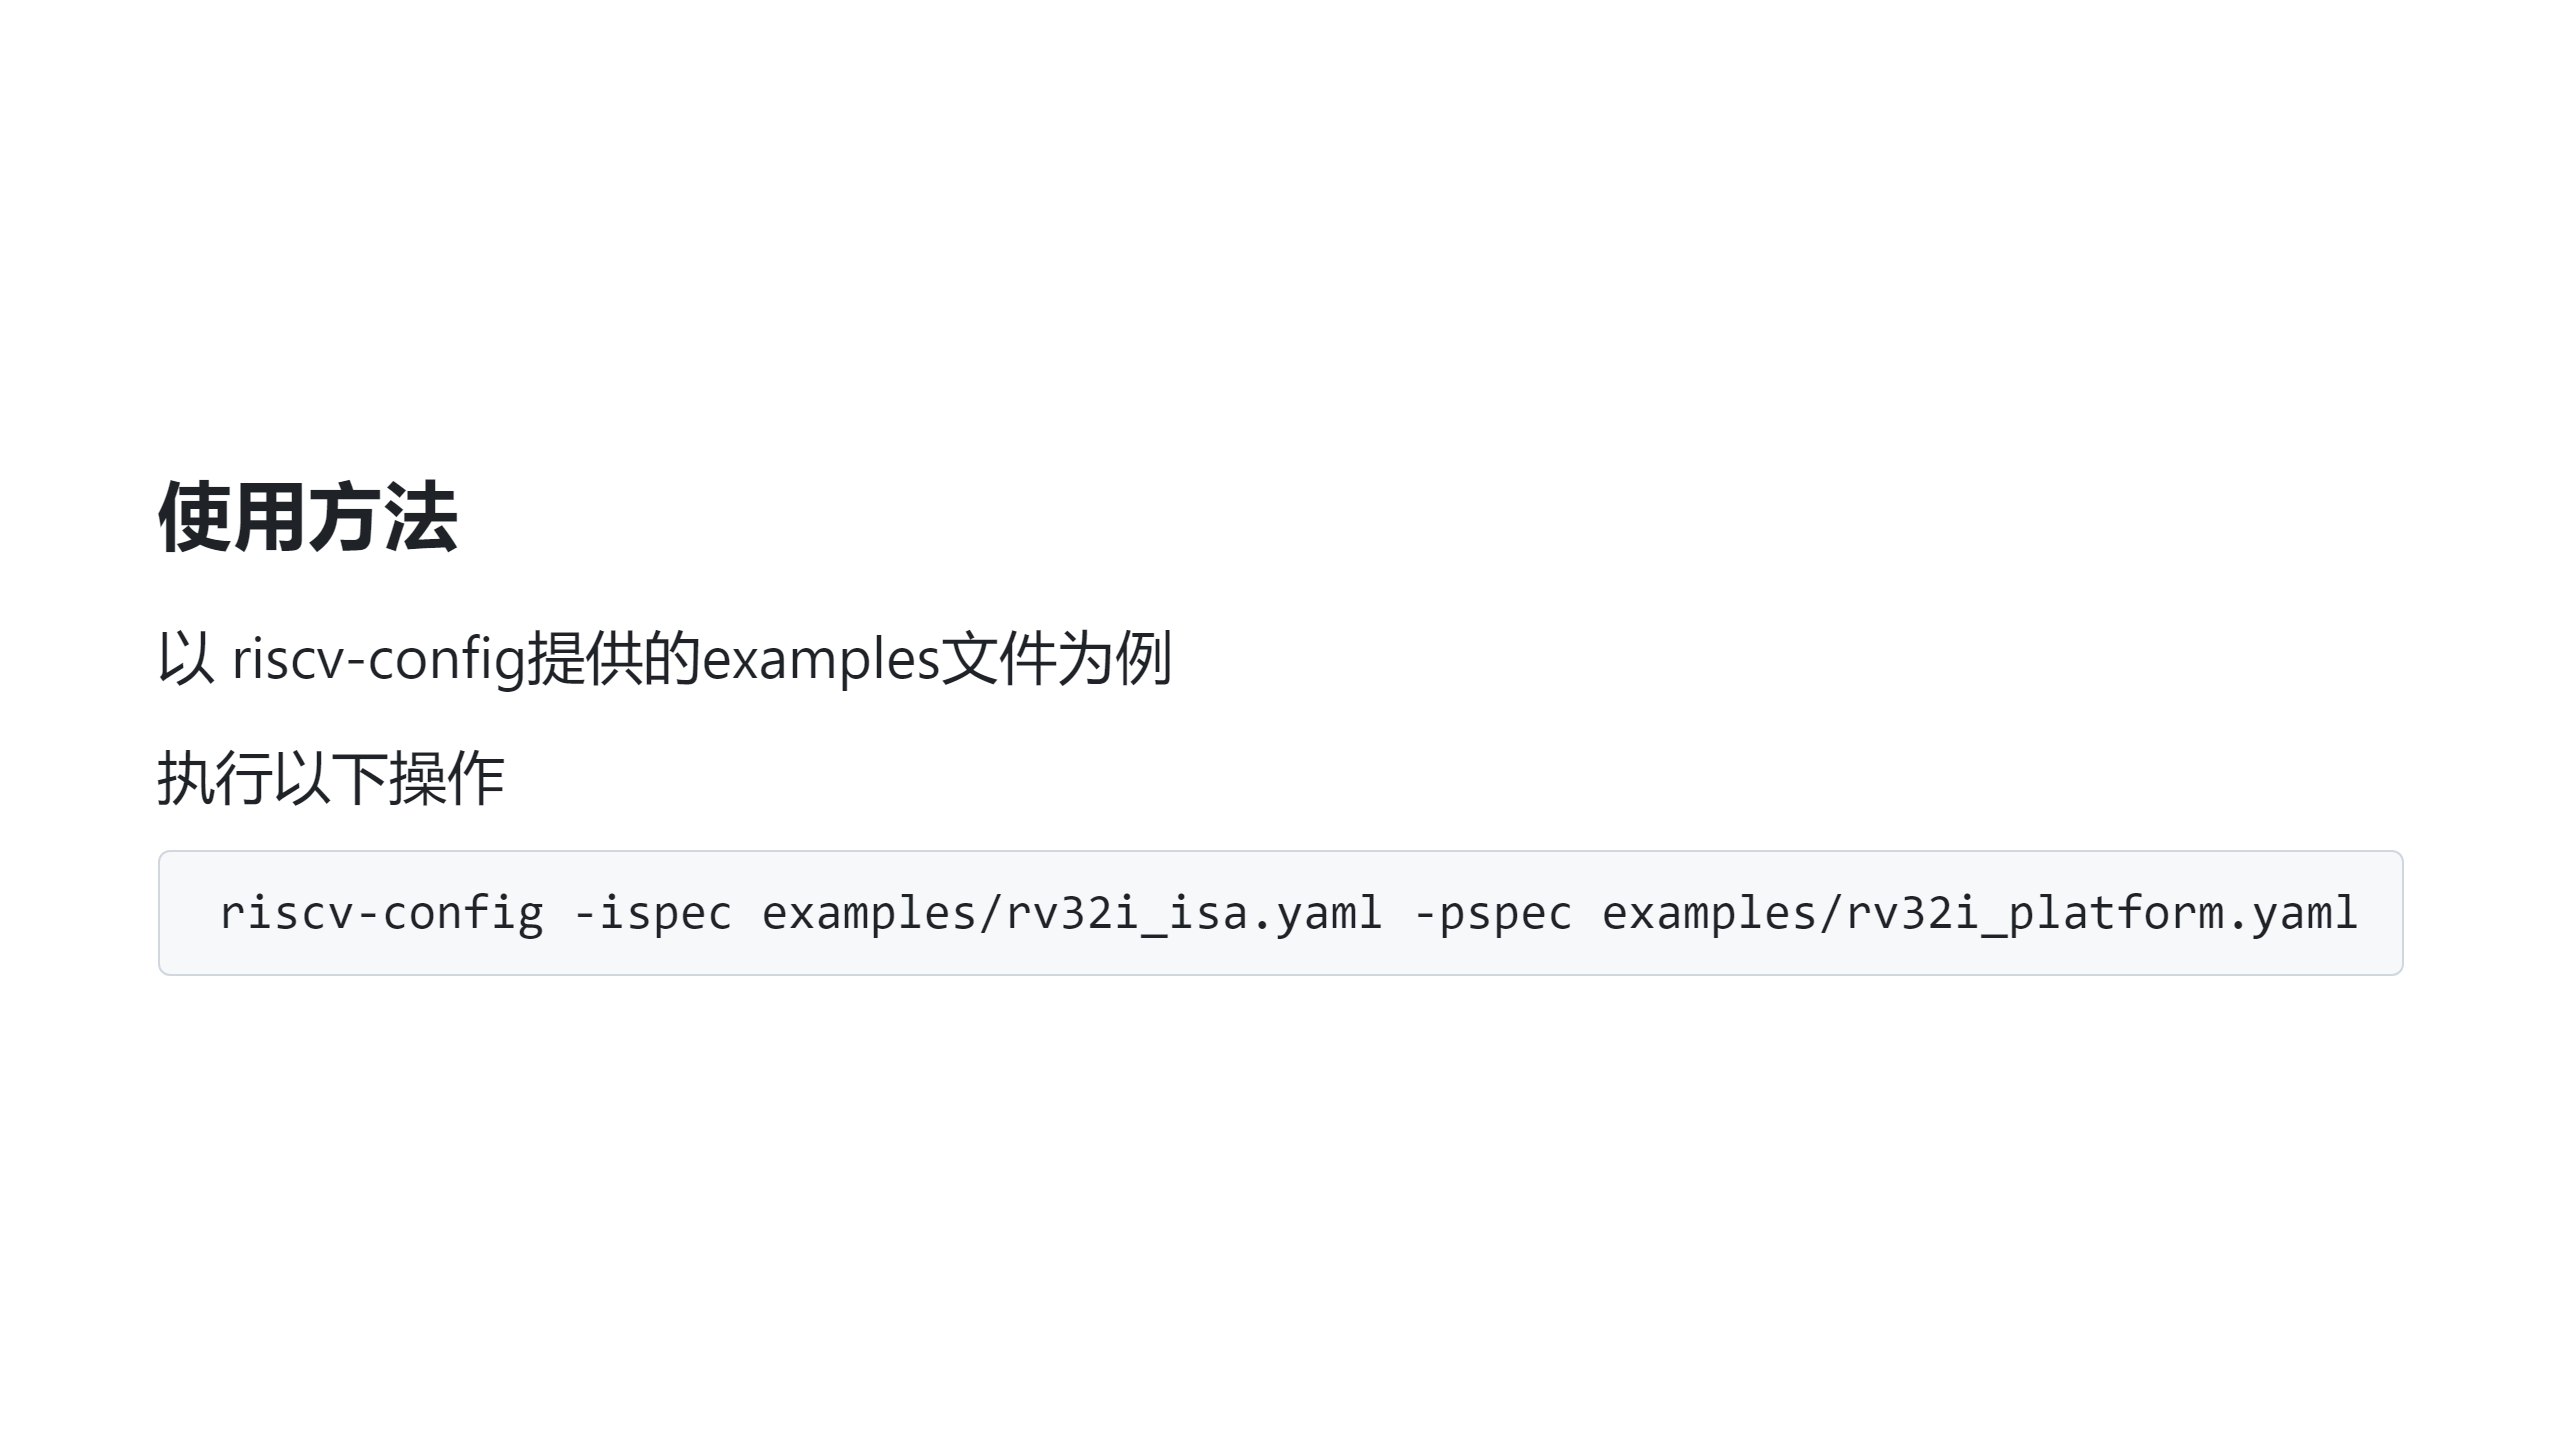 使用方法
以 riscv-config提供的examples文件为例
执行以下操作
riscv-config -ispec examples/rv32i_isa.yaml -pspec examples/rv32i_platform.yaml